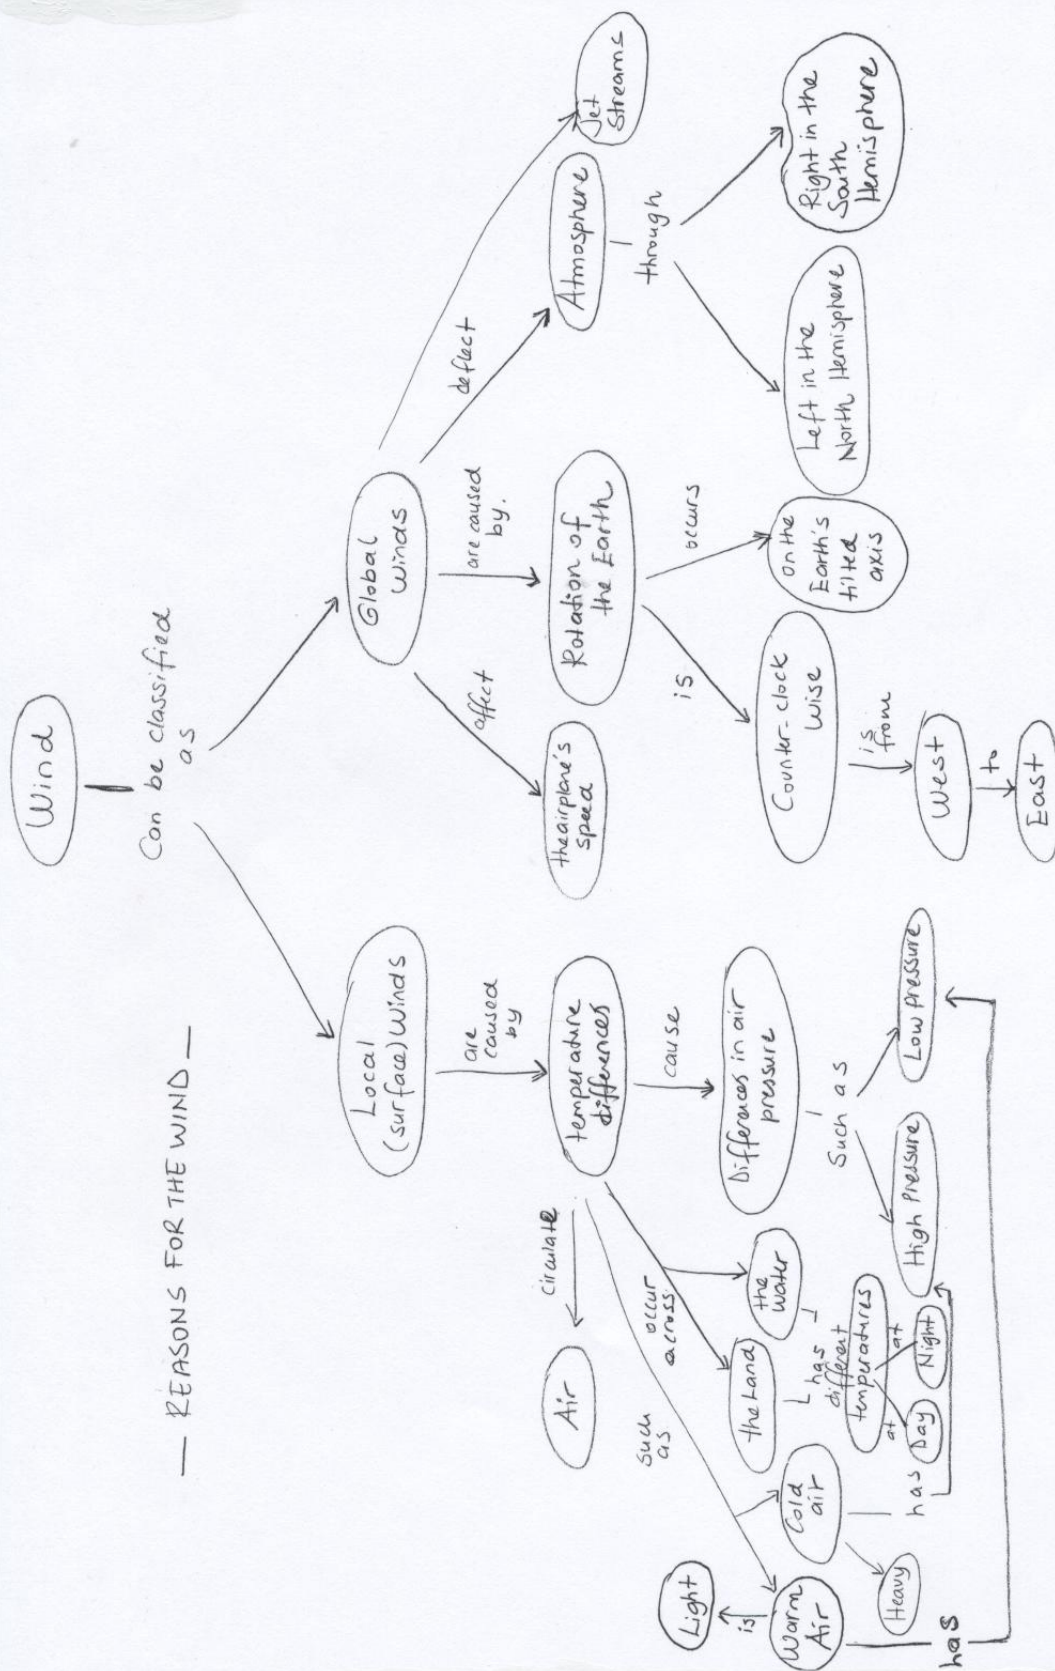 — REASONS FOR THE WIND —
Wind
Can be classified
as
Local
(surface) Winds
are
caused
by
temperature
differences
circulate
Air
such
as
Light
is
Warm
Air
has
Cold
air
Heavy
has
occur
across
the Land
the
Water
has
different
temperatures
at
Day
at
Night
cause
Differences in air
pressure
Such as
High Pressure
Low Pressure
Global
Winds
affect
the airplane's
speed
are caused
by.
Rotation of
the Earth
is
Counter-clock
Wise
is
from
West
to
East
occurs
on the
Earth's
tilted
axis
deflect
Atmosphere
through
Left in the
North Hemisphere
Right in the
South
Hemisphere
Jet
Streams